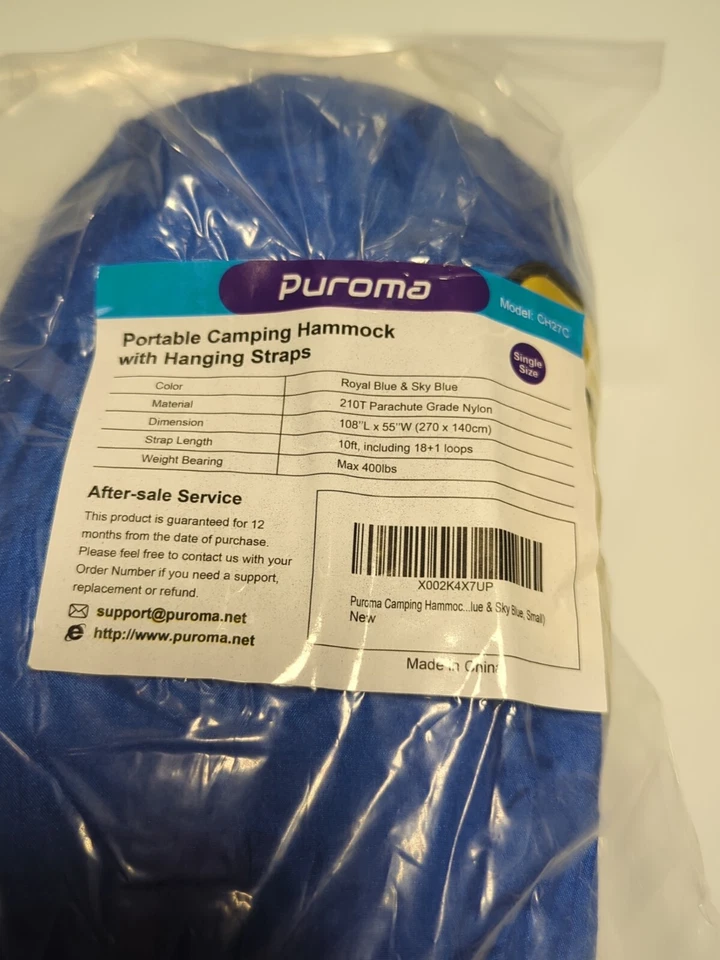 Puroma
Model: CH27C
Portable Camping Hammock
with Hanging Straps
Single
Size
Color Royal Blue & Sky Blue
Material 210T Parachute Grade Nylon
Dimension 108"L x 55"W (270 x 140cm)
Strap Length 10ft, including 18+1 loops
Weight Bearing Max 400lbs
After-sale Service
This product is guaranteed for 12
months from the date of purchase.
Please feel free to contact us with your
Order Number if you need a support,
replacement or refund.
support@puroma.net
http://www.puroma.net
X002K4X7UP
Puroma Camping Hammoc...lue & Sky Blue, Small)
New
Made in China